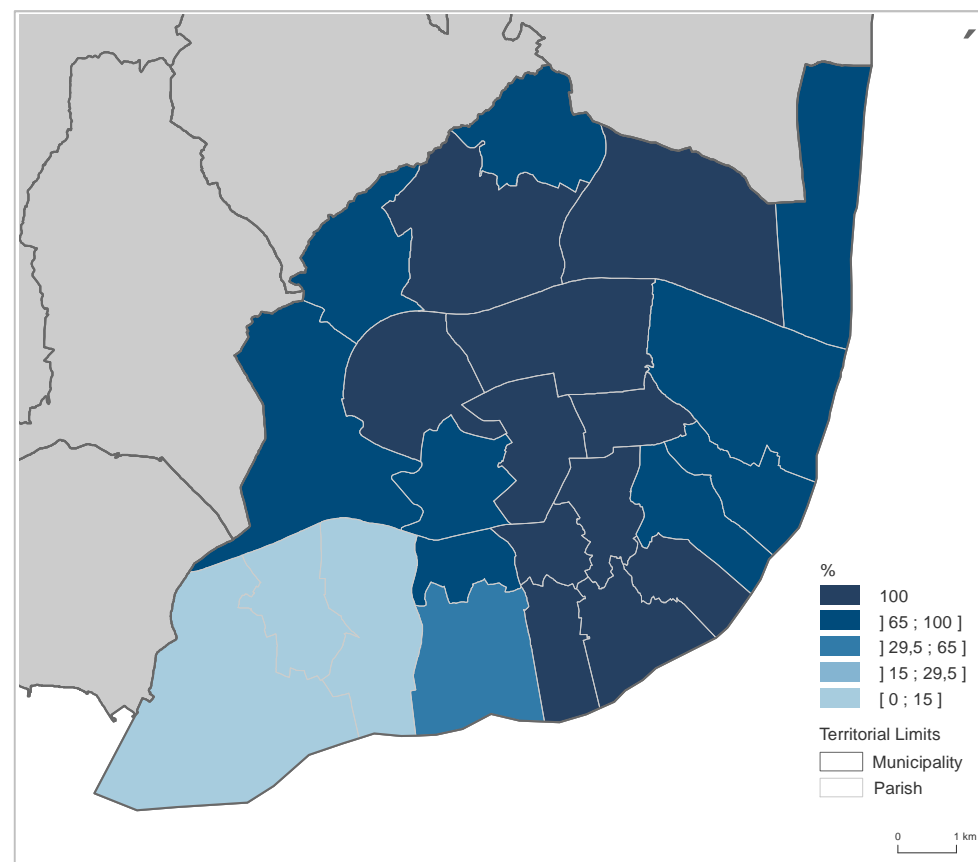 %
100
] 65 ; 100 ]
] 29,5 ; 65 ]
] 15 ; 29,5 ]
[ 0 ; 15 ]
Territorial Limits
Municipality
Parish
0 1 km